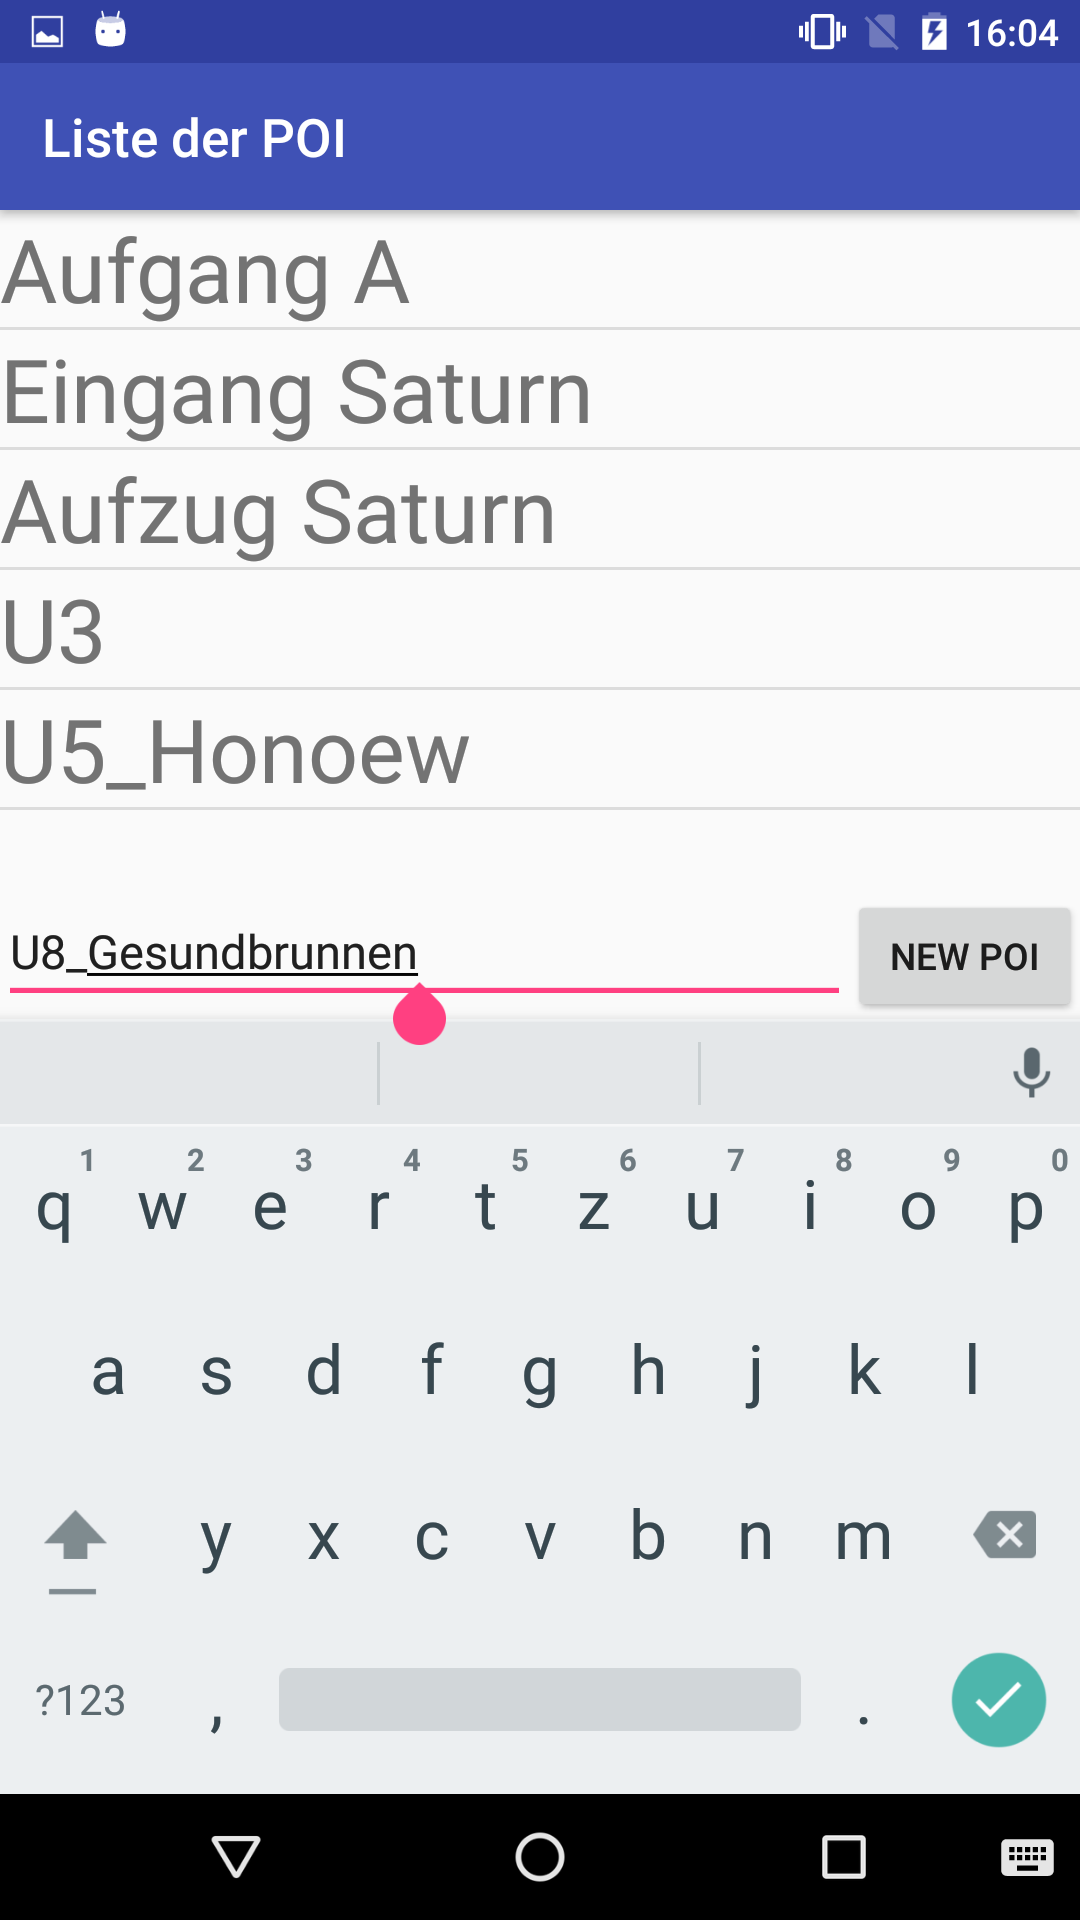 16:04
Liste der POI
Aufgang A
Eingang Saturn
Aufzug Saturn
U3
U5_Honoew
U8_Gesundbrunnen
NEW POI
1 2 3 4 5 6 7 8 9 0
q w e r t z u i o p
a s d f g h j k l
y x c v b n m
?123 , .